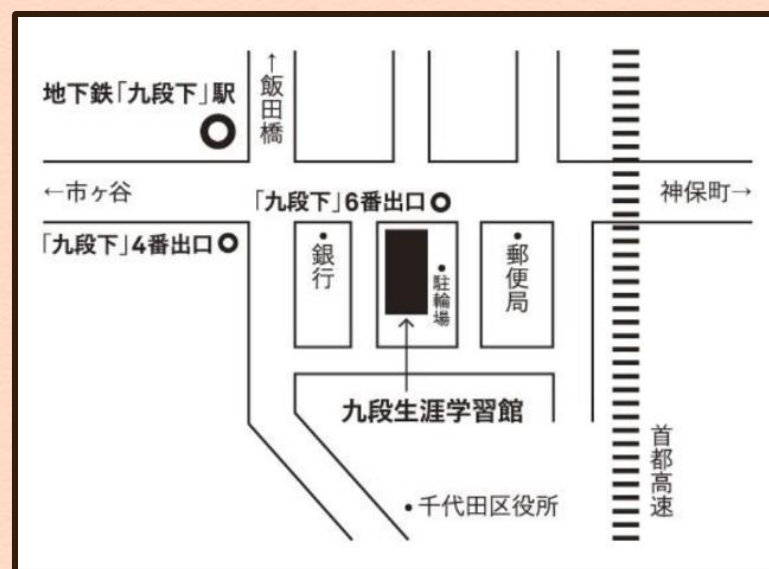 地下鉄「九段下」駅
↑飯田橋
←市ヶ谷
神保町→
「九段下」6番出口
「九段下」4番出口
銀行
駐輪場
郵便局
九段生涯学習館
千代田区役所
首都高速